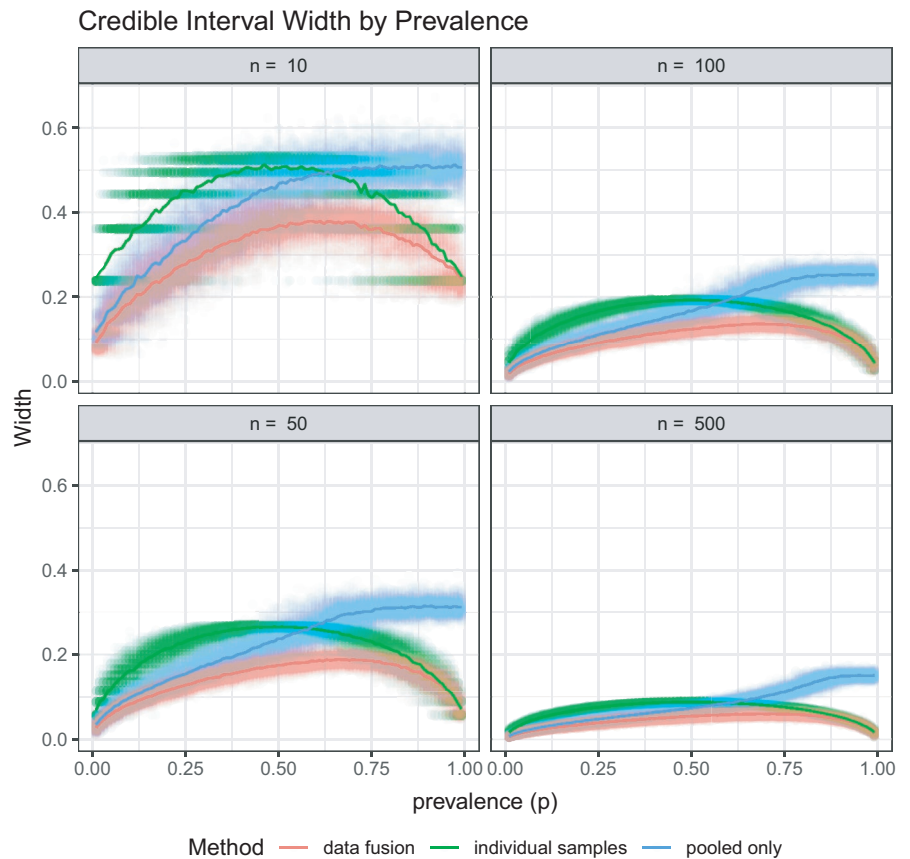 Credible Interval Width by Prevalence
n = 10
n = 100
0.6
0.4
0.2
0.0
Width
n = 50
n = 500
0.6
0.4
0.2
0.0
0.00 0.25 0.50 0.75 1.00 0.00 0.25 0.50 0.75 1.00
prevalence (p)
Method data fusion individual samples pooled only